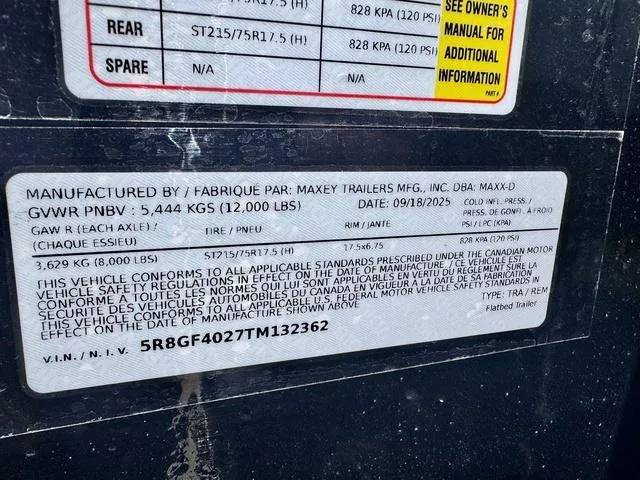 828 KPA (120 PSI)
SEE OWNER'S
MANUAL FOR
ADDITIONAL
INFORMATION
PART #
REAR ST215/75R17.5 (H) 828 KPA (120 PSI)
SPARE N/A N/A
MANUFACTURED BY / FABRIQUE PAR: MAXEY TRAILERS MFG., INC. DBA: MAXX-D
GVWR PNBV : 5,444 KGS (12,000 LBS) DATE: 09/18/2025 COLD INFL. PRESS./
PRESS. DE GONFL. À FROID
GAW R (EACH AXLE) / TIRE / PNEU RIM / JANTE PSI / LPC (KPA)
(CHAQUE ESSIEU)
3,629 KG (8,000 LBS) ST215/75R17.5 (H) 17.5x6.75 828 KPA (120 PSI)
THIS VEHICLE CONFORMS TO ALL APPLICABLE STANDARDS PRESCRIBED UNDER THE CANADIAN MOTOR
VEHICLE SAFETY REGULATIONS IN EFFECT ON THE DATE OF MANUFACTURE / CE VEHICULE EST
CONFORME A TOUTES LES NORMES QUI LUI SONT APPLICABLES EN VERTU DU REGLEMENT SUR LA
SECURITE DES VEHICULES AUTOMOBILES DU CANADA EN VIGUEUR A LA DATE DE SA FABRICATION
THIS VEHICLE CONFORMS TO ALL APPLICABLE U.S. FEDERAL MOTOR VEHICLE SAFETY STANDARDS IN
EFFECT ON THE DATE OF MANUFACTURE SHOWN ABOVE
TYPE: TRA / REM
Flatbed Trailer
V.I.N. / N.I.V. 5R8GF4027TM132362